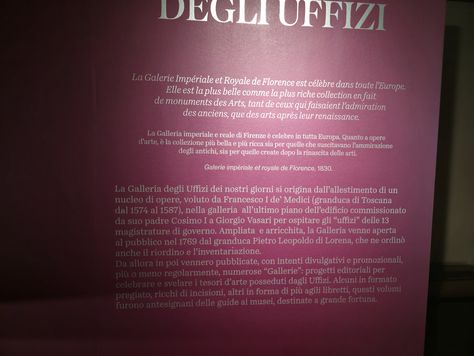 DEGLI UFFIZI
La Galerie Impériale et Royale de Florence est célèbre dans toute l'Europe.
Elle est la plus belle comme la plus riche collection en fait
de monuments des Arts, tant de ceux qui faisaient l'admiration
des anciens, que des arts après leur renaissance.
La Galleria imperiale e reale di Firenze è celebre in tutta Europa. Quanto a opere
d'arte, è la collezione più bella e più ricca sia per quelle che suscitavano l'ammirazione
degli antichi, sia per quelle create dopo la rinascita delle arti.
Galerie impériale et royale de Florence, 1830.
La Galleria degli Uffizi dei nostri giorni si origina dall'allestimento di un
nucleo di opere, voluto da Francesco I de' Medici (granduca di Toscana
dal 1574 al 1587), nella galleria all'ultimo piano dell'edificio commissionato
da suo padre Cosimo I a Giorgio Vasari per ospitare gli "uffizi" delle 13
magistrature di governo. Ampliata e arricchita, la Galleria venne aperta
al pubblico nel 1769 dal granduca Pietro Leopoldo di Lorena, che ne ordinò
anche il riordino e l'inventariazione.
Da allora in poi vennero pubblicate, con intenti divulgativi e promozionali,
più o meno regolarmente, numerose "Gallerie": progetti editoriali per
celebrare e svelare i tesori d'arte posseduti dagli Uffizi. Alcuni in formato
pregiato, ricchi di incisioni, altri in forma di più agili libretti, questi volumi
furono antesignani delle guide ai musei, destinate a grande fortuna.